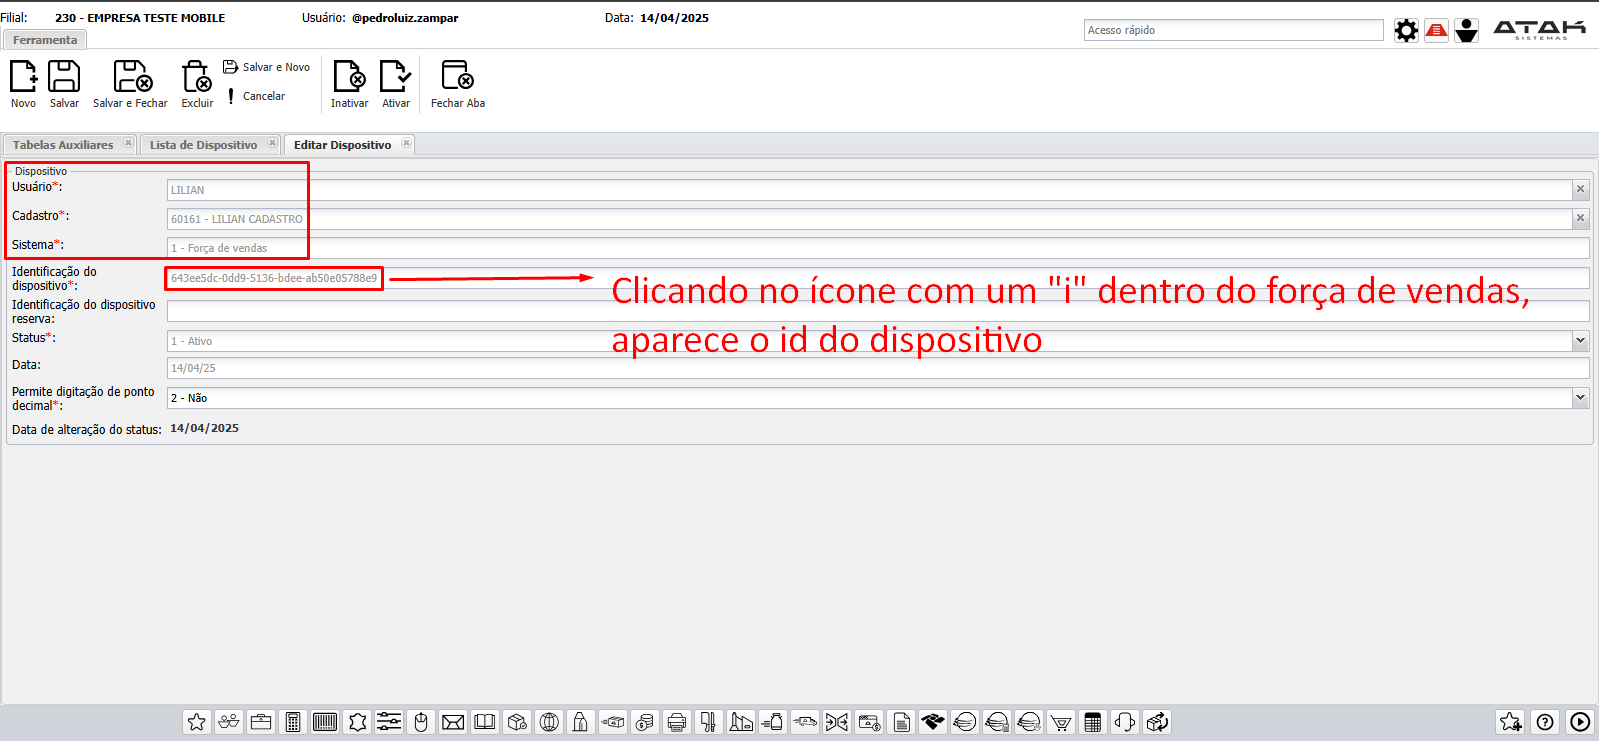 Filial: 230 - EMPRESA TESTE MOBILE Usuário: @pedroluiz.zampar Data: 14/04/2025
Acesso rápido
ATAK
SISTEMAS
Ferramenta
Novo Salvar Salvar e Fechar Excluir Salvar e Novo Cancelar Inativar Ativar Fechar Aba
Tabelas Auxiliares Lista de Dispositivo Editar Dispositivo
Dispositivo
Usuário*: LILIAN
Cadastro*: 60161 - LILIAN CADASTRO
Sistema*: 1 - Força de vendas
Identificação do
dispositivo*: 643ee5dc-0dd9-5136-bdee-ab50e05788e9
Clicando no ícone com um "i" dentro do força de vendas,
aparece o id do dispositivo
Identificação do dispositivo
reserva:
Status*: 1 - Ativo
Data: 14/04/25
Permite digitação de ponto
decimal*: 2 - Não
Data de alteração do status: 14/04/2025